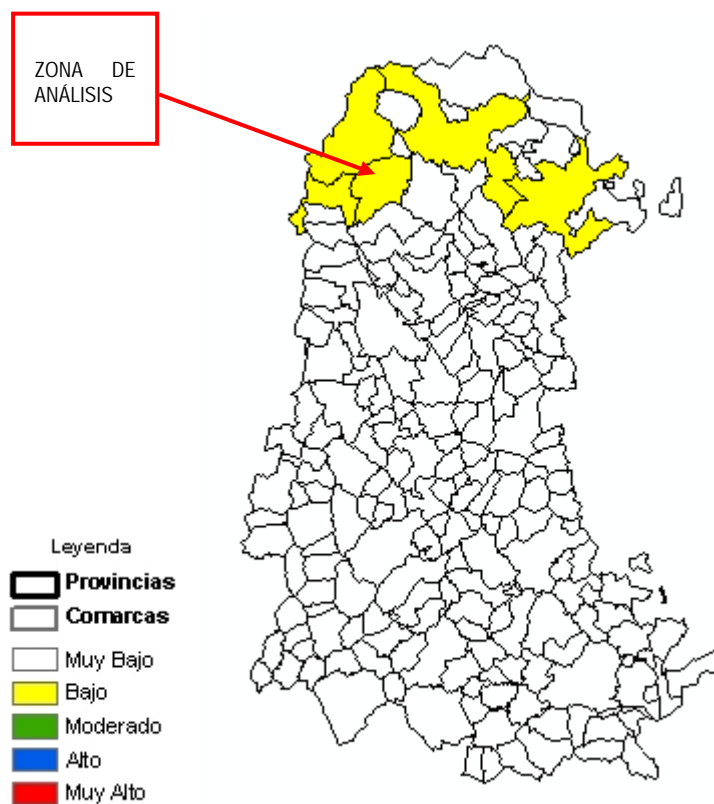 ZONA DE
ANÁLISIS
Leyenda
Provincias
Comarcas
Muy Bajo
Bajo
Moderado
Alto
Muy Alto